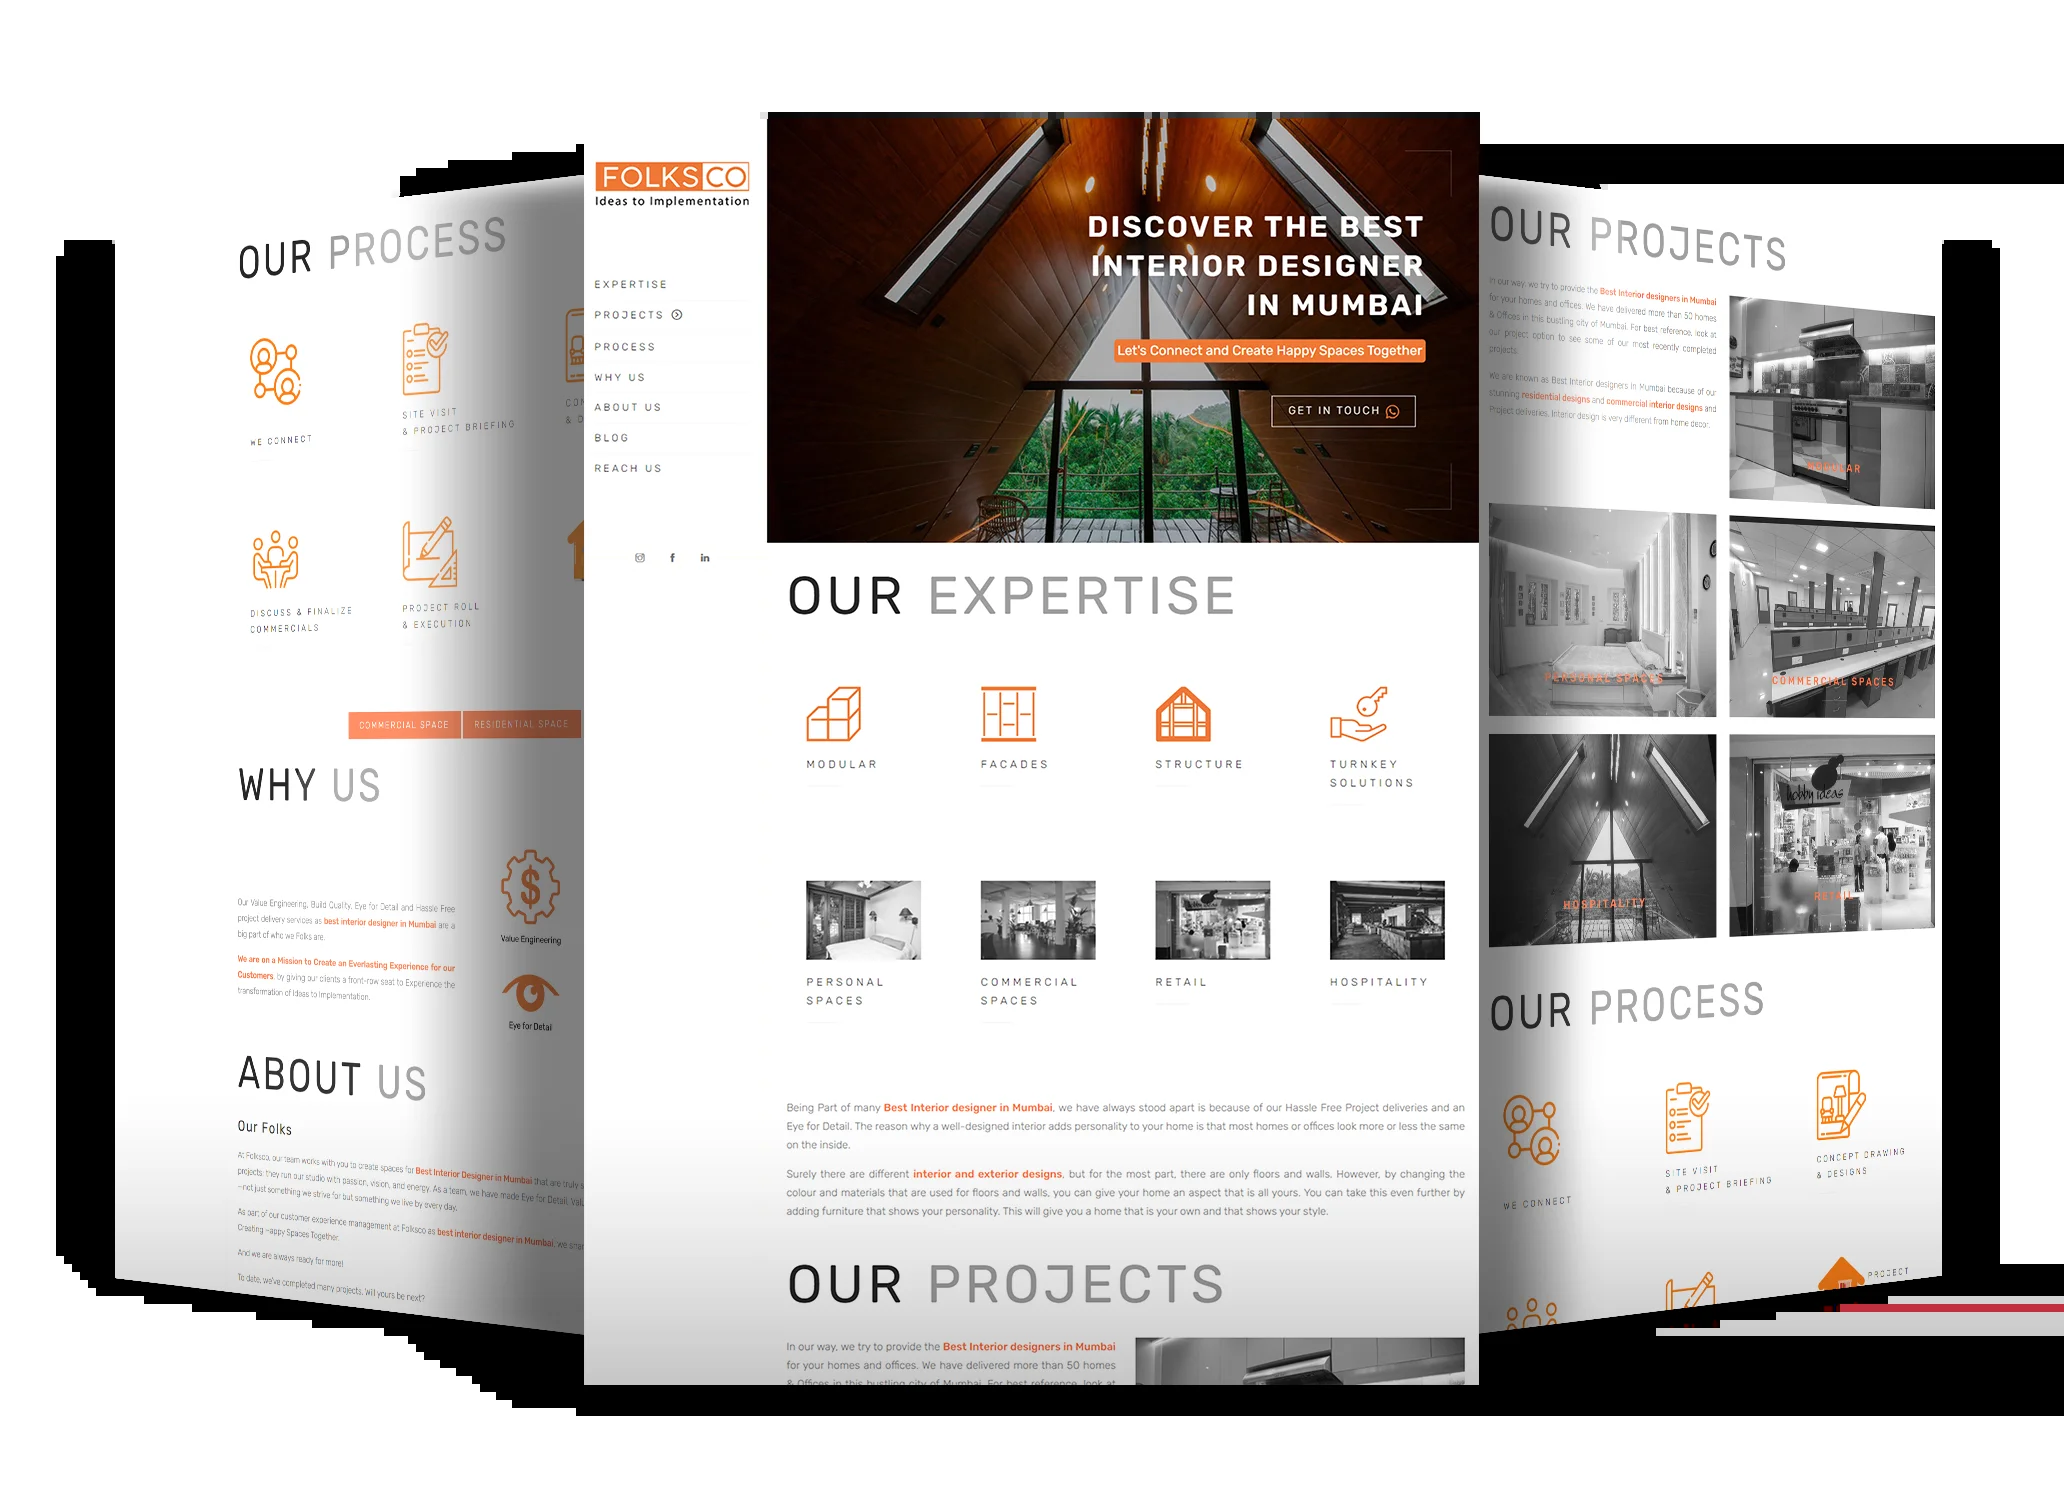 OUR PROCESS
WE CONNECT
SITE VISIT
& PROJECT BRIEFING
CON
& D
DISCUSS & FINALIZE
COMMERCIALS
PROJECT ROLL
& EXECUTION
COMMERCIAL SPACE
RESIDENTIAL SPACE
WHY US
Our Value Engineering, Build Quality, Eye for Detail and Hassle Free
project delivery services as best interior designer in Mumbai are a
big part of who we Folks are.
We are on a Mission to Create an Everlasting Experience for our
Customers, by giving our clients a front-row seat to Experience the
transformation of Ideas to Implementation.
Value Engineering
Eye for Detail
ABOUT US
Our Folks
At Folksco, our team works with you to create spaces for Best Interior Designer in Mumbai that are truly
projects; they run our studio with passion, vision, and energy. As a team, we have made Eye for Detail,
—not just something we strive for but something we live by every day.
As part of our customer experience management at Folksco as best interior designer in Mumbai, we
Creating Happy Spaces Together.
And we are always ready for more!
To date, we've completed many projects. Will yours be next?
FOLKSCO
Ideas to Implementation
EXPERTISE
PROJECTS
PROCESS
WHY US
ABOUT US
BLOG
REACH US
f
in
DISCOVER THE BEST
INTERIOR DESIGNER
IN MUMBAI
Let's Connect and Create Happy Spaces Together
GET IN TOUCH
OUR EXPERTISE
MODULAR
FACADES
STRUCTURE
TURNKEY
SOLUTIONS
PERSONAL
SPACES
COMMERCIAL
SPACES
RETAIL
HOSPITALITY
Being Part of many Best Interior designer in Mumbai, we have always stood apart is because of our Hassle Free Project deliveries and an
Eye for Detail. The reason why a well-designed interior adds personality to your home is that most homes or offices look more or less the same
on the inside.
Surely there are different interior and exterior designs, but for the most part, there are only floors and walls. However, by changing the
colour and materials that are used for floors and walls, you can give your home an aspect that is all yours. You can take this even further by
adding furniture that shows your personality. This will give you a home that is your own and that shows your style.
OUR PROJECTS
In our way, we try to provide the Best Interior designers in Mumbai
for your homes and offices. We have delivered more than 50 homes
& Offices in this bustling city of Mumbai. For best reference, look at
OUR PROJECTS
In our way, we try to provide the Best Interior designers in Mumbai
for your homes and offices. We have delivered more than 50 homes
& Offices in this bustling city of Mumbai. For best reference, look at
our project option to see some of our most recently completed
projects.
We are known as Best Interior designers in Mumbai because of our
stunning residential designs and commercial interior designs and
Project deliveries. Interior design is very different from home decor.
MODULAR
PERSONAL SPACES
COMMERCIAL SPACES
HOSPITALITY
hobby ideas
RETAIL
OUR PROCESS
WE CONNECT
SITE VISIT
& PROJECT BRIEFING
CONCEPT DRAWING
& DESIGNS
PROJECT